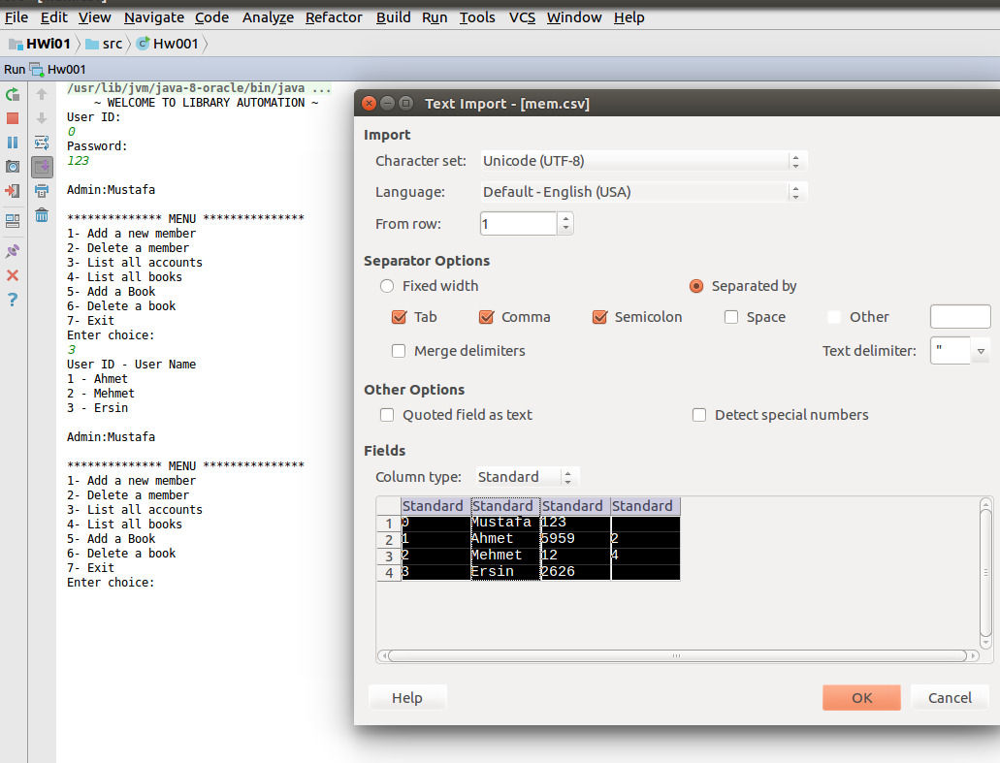 File Edit View Navigate Code Analyze Refactor Build Run Tools VCS Window Help
HWi01 src Hw001
Run Hw001
/usr/lib/jvm/java-8-oracle/bin/java ...
~ WELCOME TO LIBRARY AUTOMATION ~
User ID:
0
Password:
123
Admin:Mustafa
************** MENU ***************
1- Add a new member
2- Delete a member
3- List all accounts
4- List all books
5- Add a Book
6- Delete a book
7- Exit
Enter choice:
3
User ID - User Name
1 - Ahmet
2 - Mehmet
3 - Ersin
Admin:Mustafa
************** MENU ***************
1- Add a new member
2- Delete a member
3- List all accounts
4- List all books
5- Add a Book
6- Delete a book
7- Exit
Enter choice:
Text Import - [mem.csv]
Import
Character set: Unicode (UTF-8)
Language: Default - English (USA)
From row: 1
Separator Options
Fixed width Separated by
Tab Comma Semicolon Space Other
Merge delimiters Text delimiter: "
Other Options
Quoted field as text Detect special numbers
Fields
Column type: Standard
Standard Standard Standard Standard
1 0 Mustafa 123
2 1 Ahmet 5959 2
3 2 Mehmet 12 4
4 3 Ersin 2626
Help OK Cancel